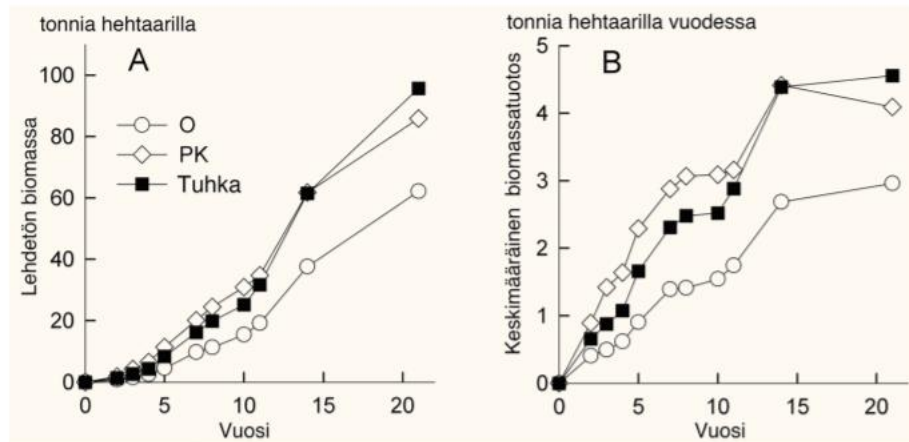 tonnia hehtaarilla
A
100
80
60
40
20
0
Lehdetön biomassa
O
PK
Tuhka
0 5 10 15 20
Vuosi
tonnia hehtaarilla vuodessa
B
5
4
3
2
1
0
Keskimääräinen biomassatuotos
0 5 10 15 20
Vuosi